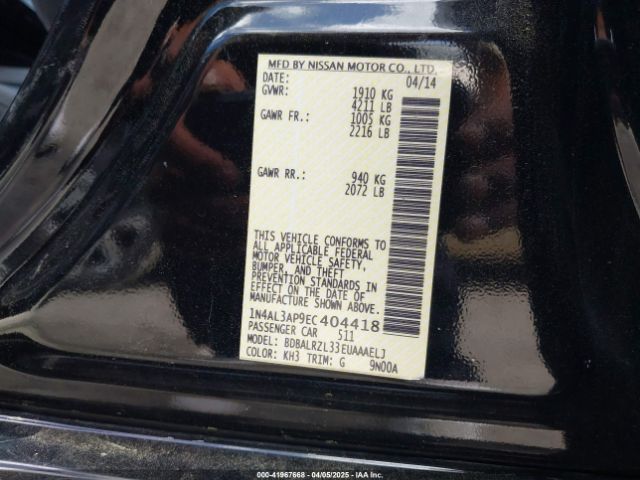 MFD BY NISSAN MOTOR CO., LTD.
DATE: 04/14
GVWR: 1910 KG
4211 LB
GAWR FR.: 1005 KG
2216 LB
GAWR RR.: 940 KG
2072 LB
THIS VEHICLE CONFORMS TO
ALL APPLICABLE FEDERAL
MOTOR VEHICLE SAFETY,
BUMPER, AND THEFT
PREVENTION STANDARDS IN
EFFECT ON THE DATE OF
MANUFACTURE SHOWN ABOVE.
1N4AL3AP9EC404418
PASSENGER CAR 511
MODEL: BDBALRZL33EUAAAELJ
COLOR: KH3 TRIM: G 9N00A
000-41967668 - 04/05/2025 - IAA Inc.